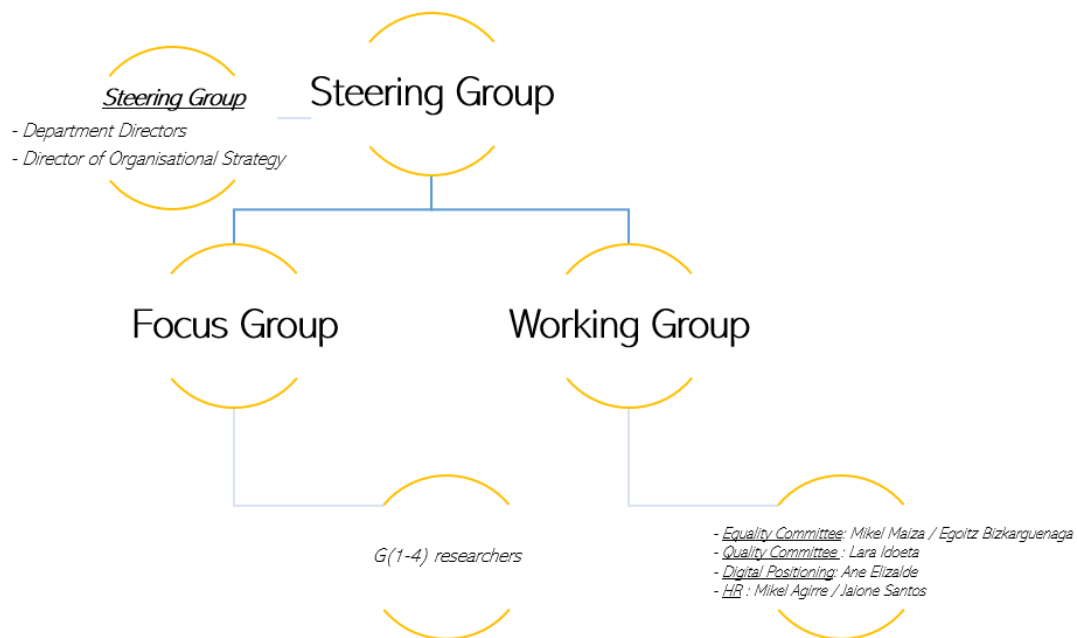 Steering Group
- Department Directors
- Director of Organisational Strategy
Steering Group
Focus Group
Working Group
G(1-4) researchers
- Equality Committee: Mikel Maiza / Egoitz Bizkarguenaga
- Quality Committee : Lara Idoeta
- Digital Positioning: Ane Elizalde
- HR : Mikel Agirre / Jaione Santos